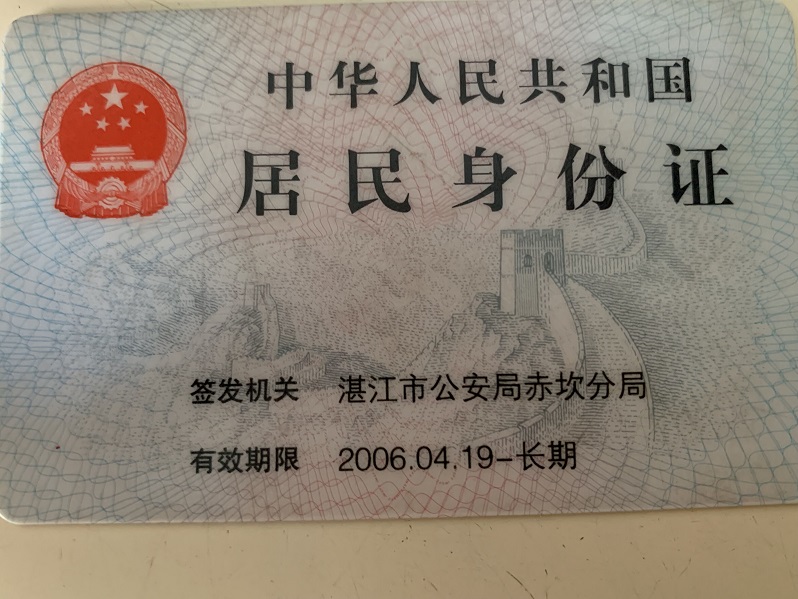 中华人民共和国
居民身份证
签发机关 湛江市公安局赤坎分局
有效期限 2006.04.19-长期